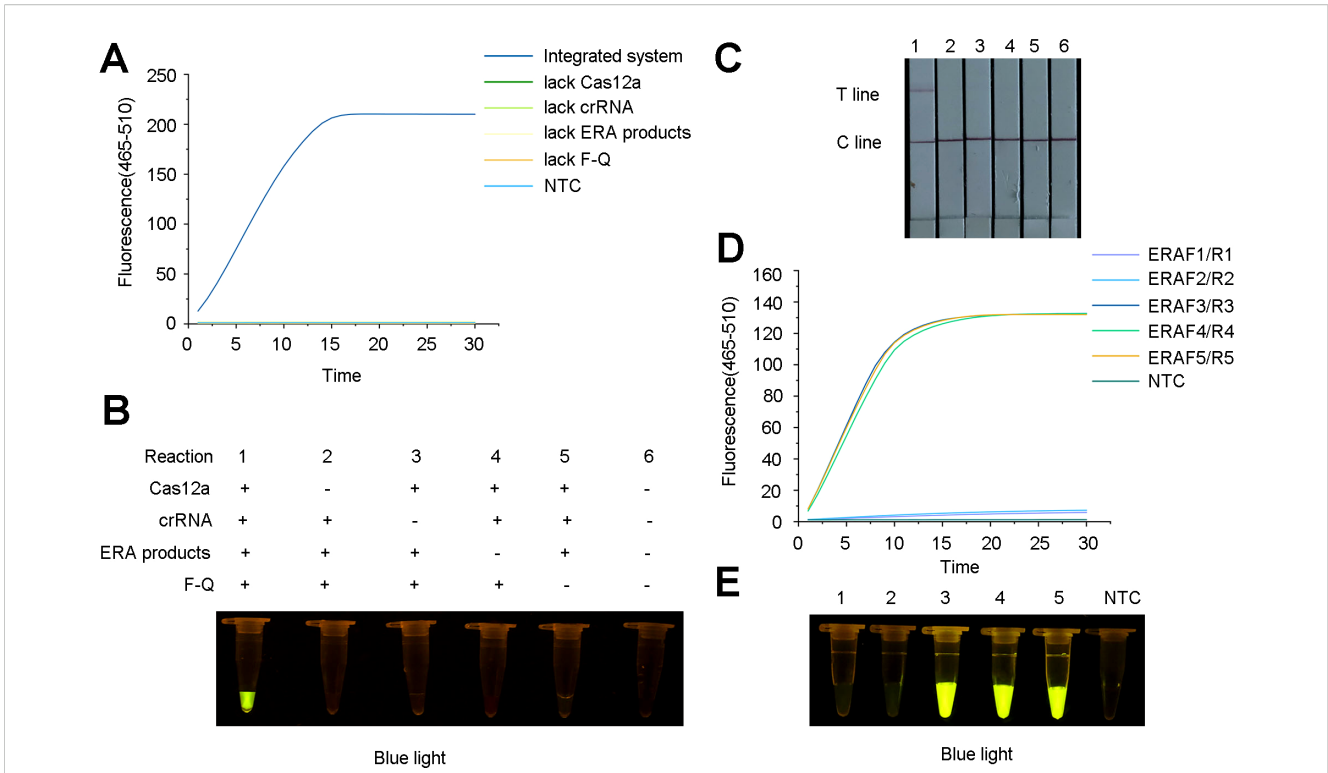 A
250
200
150
100
50
0
Fluorescence(465-510)
0 5 10 15 20 25 30
Time
Integrated system
lack Cas12a
lack crRNA
lack ERA products
lack F-Q
NTC
B
Reaction 1 2 3 4 5 6
Cas12a + - + + + -
crRNA + + - + + -
ERA products + + + - + -
F-Q + + + + - -
Blue light
C
1 2 3 4 5 6
T line
C line
D
160
140
120
100
80
60
40
20
0
Fluorescence(465-510)
0 5 10 15 20 25 30
Time
ERAF1/R1
ERAF2/R2
ERAF3/R3
ERAF4/R4
ERAF5/R5
NTC
E
1 2 3 4 5 NTC
Blue light